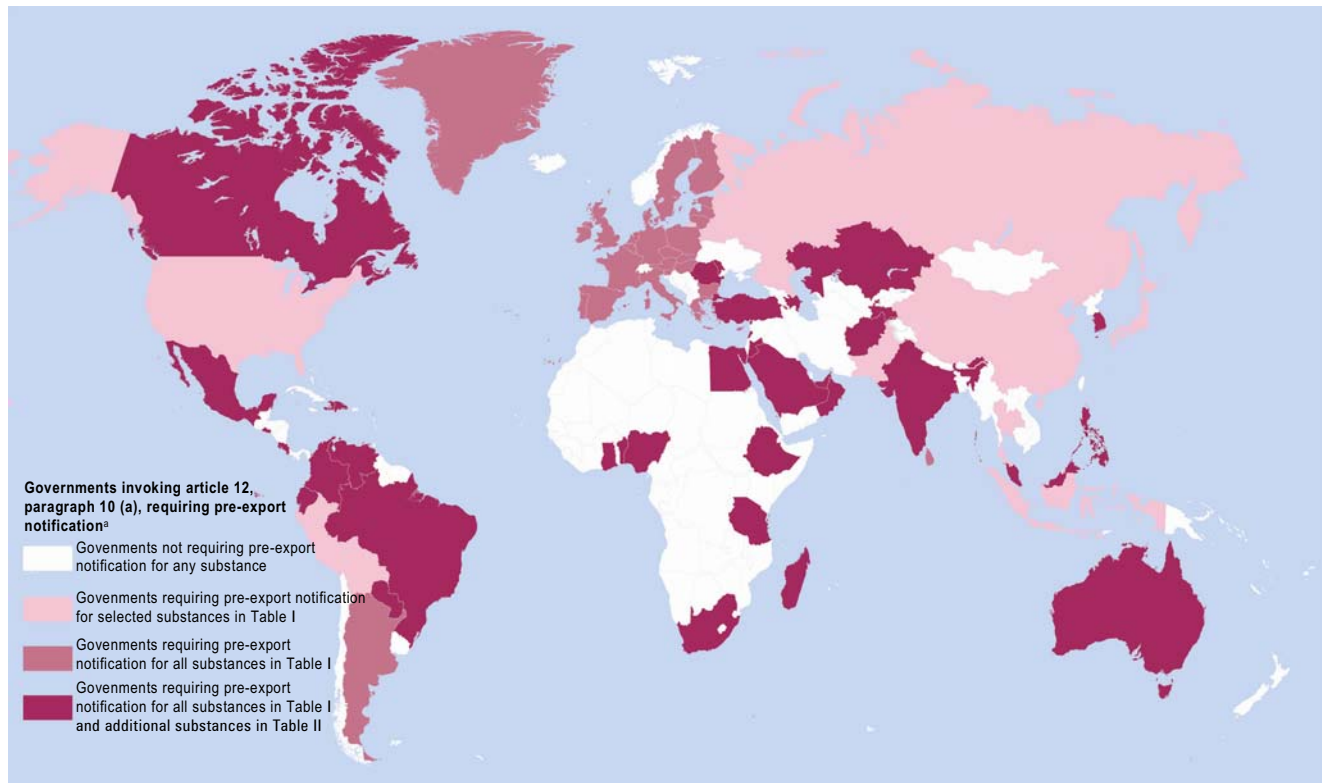 Governments invoking article 12,
paragraph 10 (a), requiring pre-export
notificationᵃ
Govenments not requiring pre-export
notification for any substance
Govenments requiring pre-export notification
for selected substances in Table I
Govenments requiring pre-export
notification for all substances in Table I
Govenments requiring pre-export
notification for all substances in Table I
and additional substances in Table II